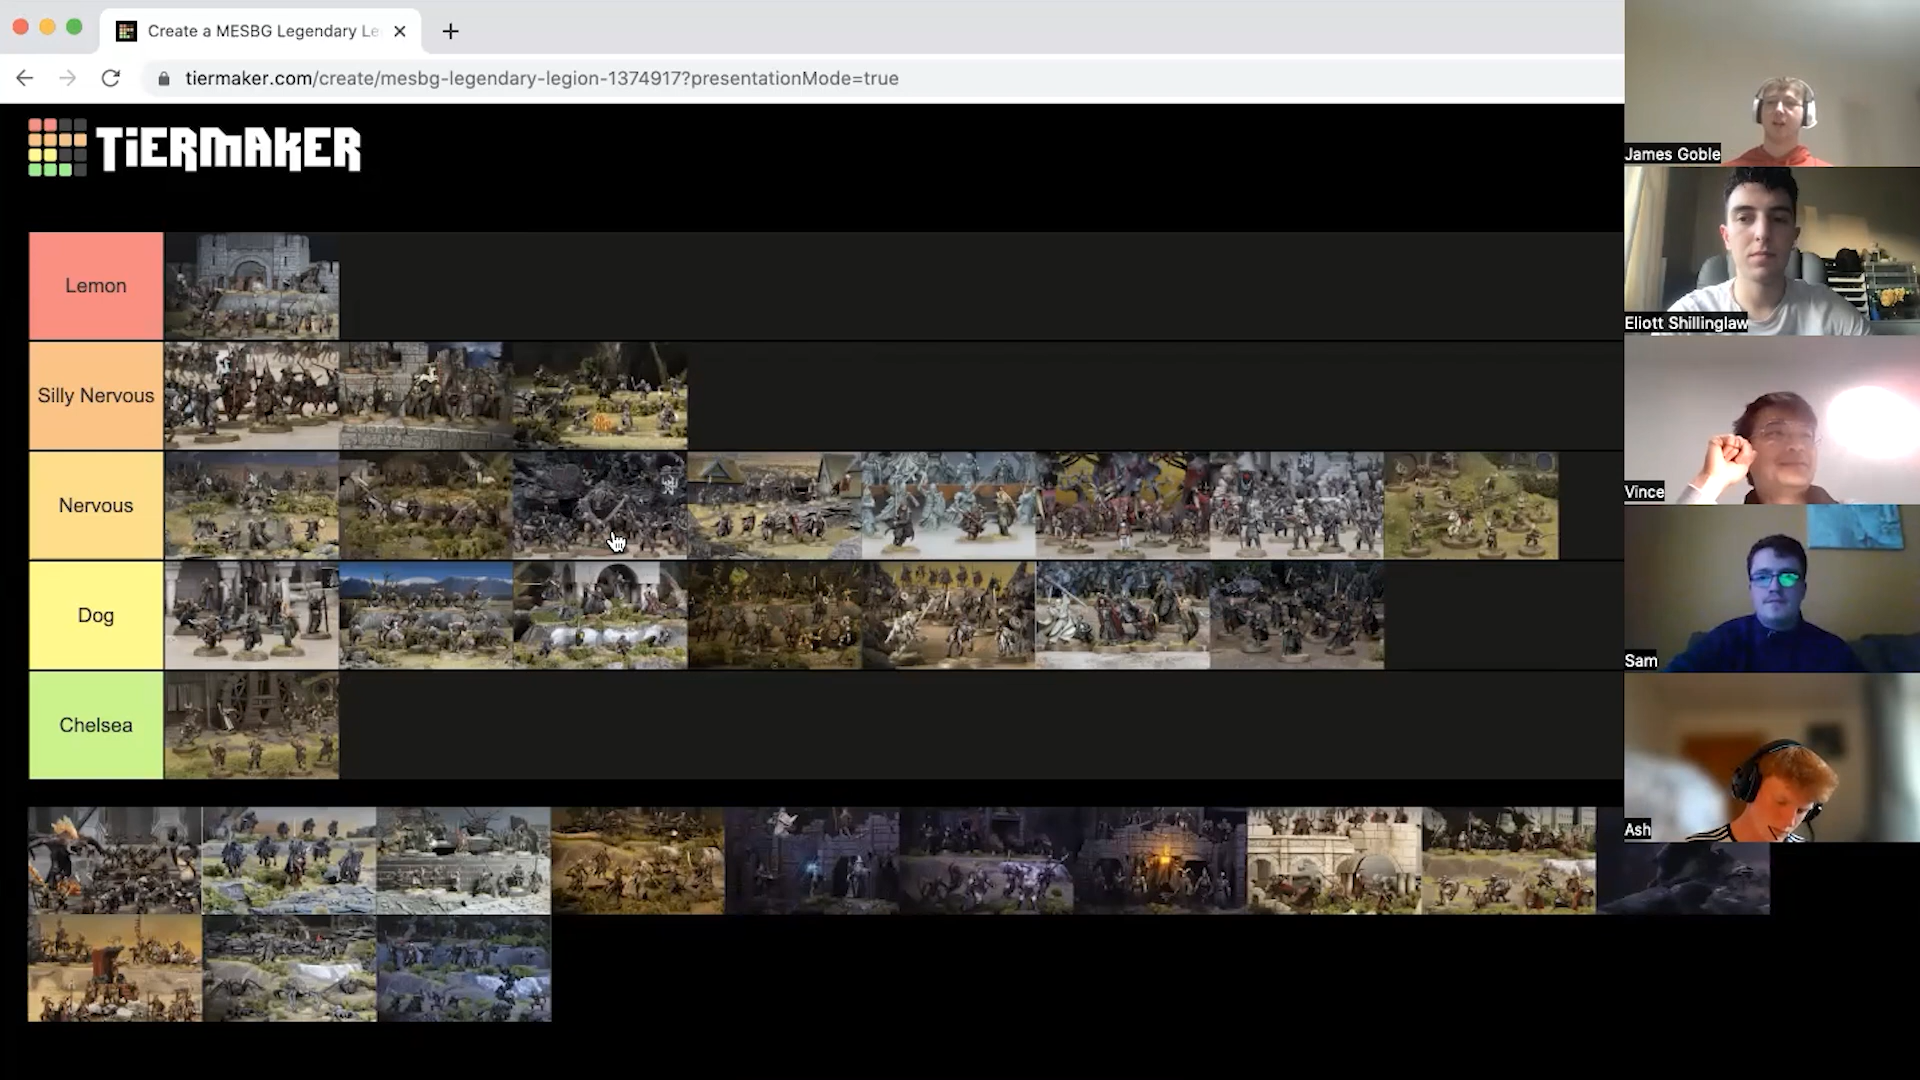 Create a MESBG Legendary Le
tiermaker.com/create/mesbg-legendary-legion-1374917?presentationMode=true
TIERMAKER
Lemon
Silly Nervous
Nervous
Dog
Chelsea
James Goble
Eliott Shillinglaw
Vince
Sam
Ash